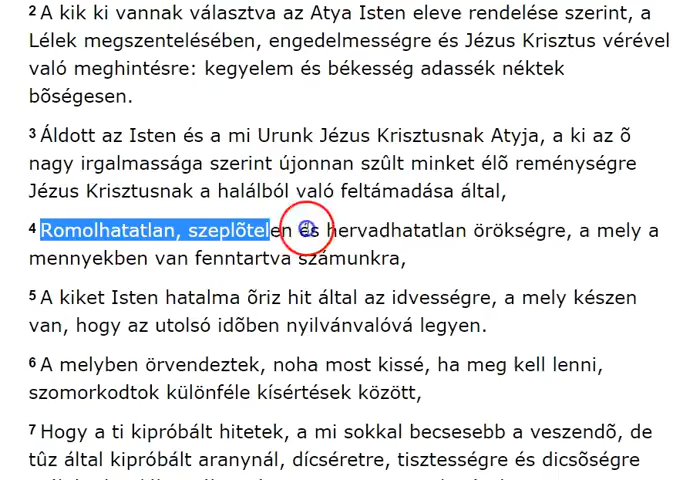 2 A kik ki vannak választva az Atya Isten eleve rendelése szerint, a
Lélek megszentelésében, engedelmességre és Jézus Krisztus vérével
való meghintésre: kegyelem és békesség adassék néktek
bõségesen.
3 Áldott az Isten és a mi Urunk Jézus Krisztusnak Atyja, a ki az õ
nagy irgalmassága szerint újonnan szûlt minket élõ reménységre
Jézus Krisztusnak a halálból való feltámadása által,
4 Romolhatatlan, szeplõtelen és hervadhatatlan örökségre, a mely a
mennyekben van fenntartva számunkra,
5 A kiket Isten hatalma õriz hit által az idvességre, a mely készen
van, hogy az utolsó idõben nyilvánvalóvá legyen.
6 A melyben örvendeztek, noha most kissé, ha meg kell lenni,
szomorkodtok különféle kísértések között,
7 Hogy a ti kipróbált hitetek, a mi sokkal becsesebb a veszendõ, de
tûz által kipróbált aranynál, dícséretre, tisztességre és dicsõségre